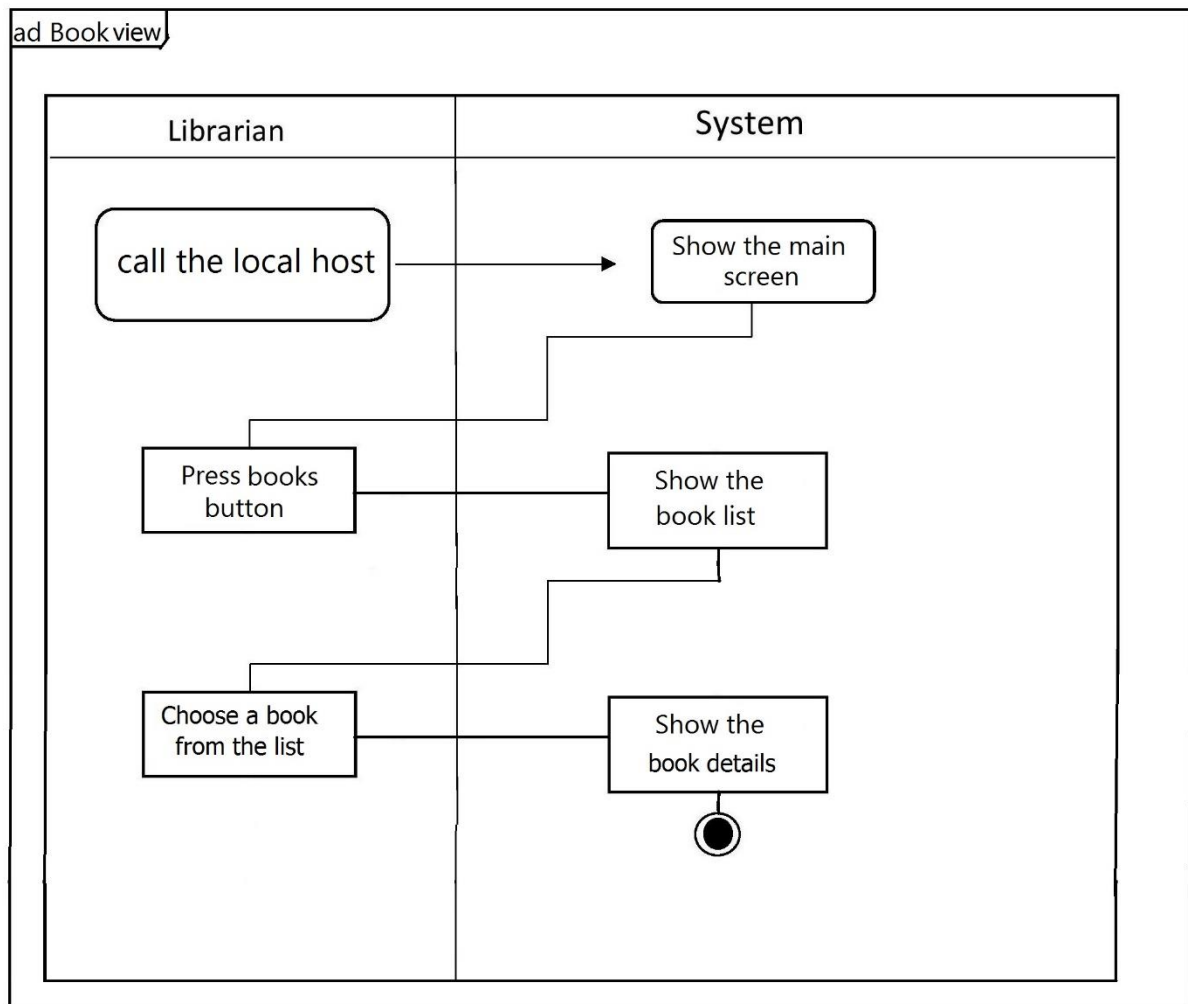 ad Book view
Librarian
System
call the local host
Show the main
screen
Press books
button
Show the
book list
Choose a book
from the list
Show the
book details